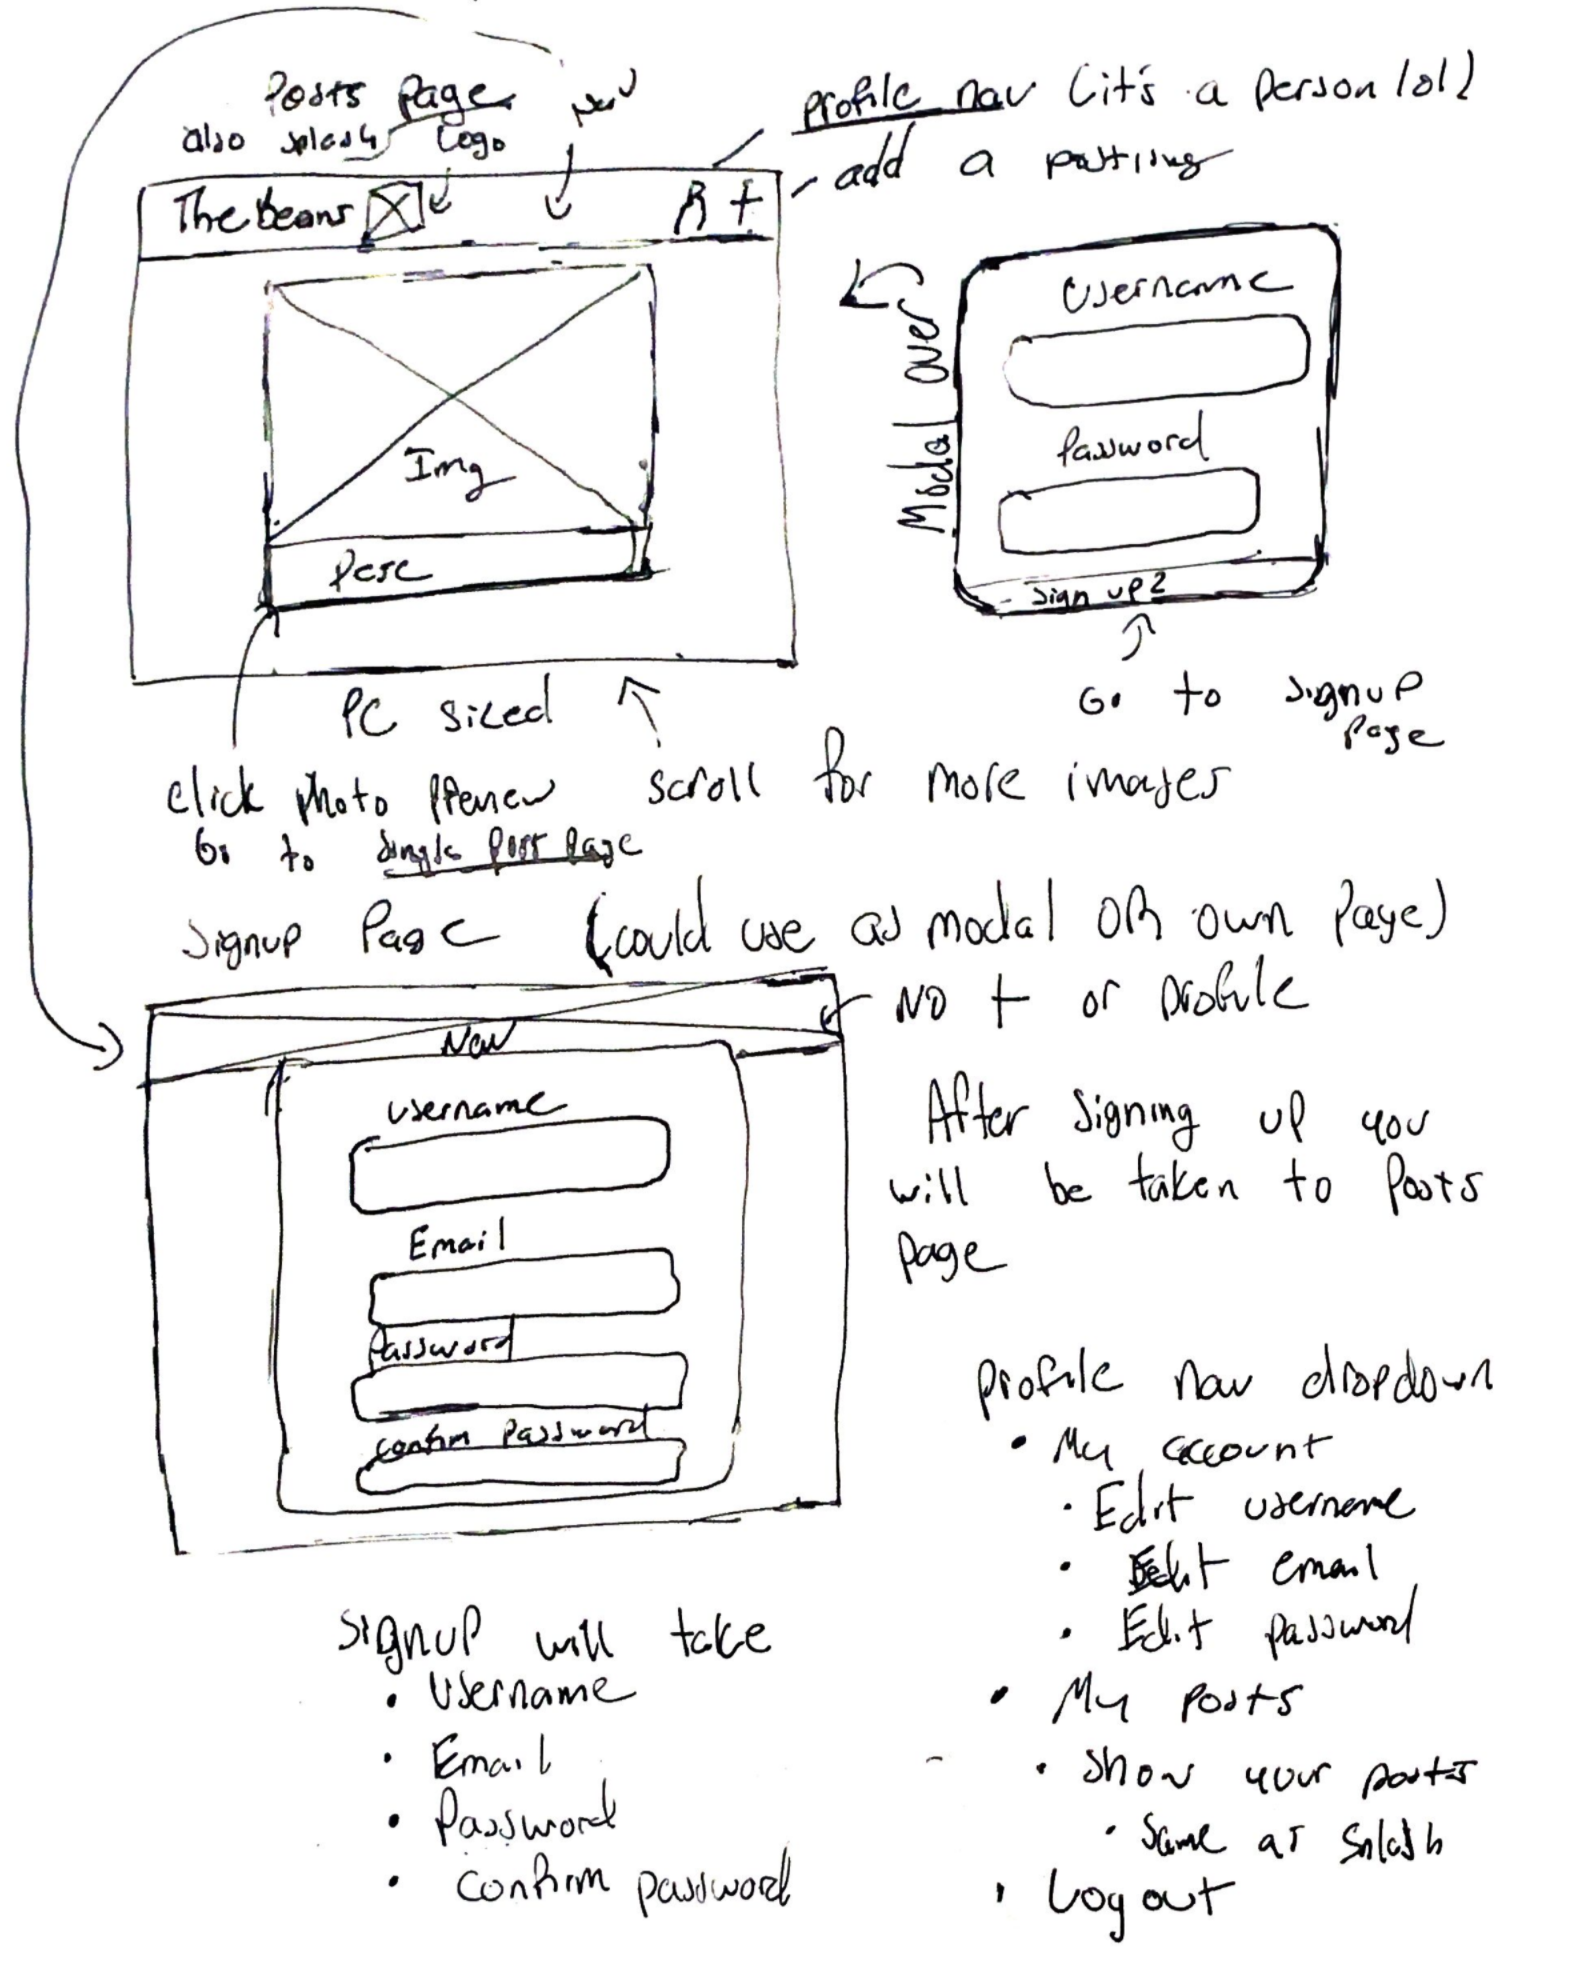 Posts Page
also splash
Logo
Nav
profile nav (it's a person lol)
add a
The Beans
R +
Img
Desc
PC sized
Modal over
Username
Password
Sign up?
Go to signup
Page
click photo preview
Go to single post page
scroll for more images
Signup Page (could use as modal OR own page)
NO + or profile
Nav
username
Email
Password
confirm password
After signing up you
will be taken to Posts
page
Profile nav dropdown
• My account
• Edit username
• Edit email
• Edit password
• My posts
• Show your posts
• Same as splash
• Logout
Signup will take
• Username
• Email
• Password
• confirm password